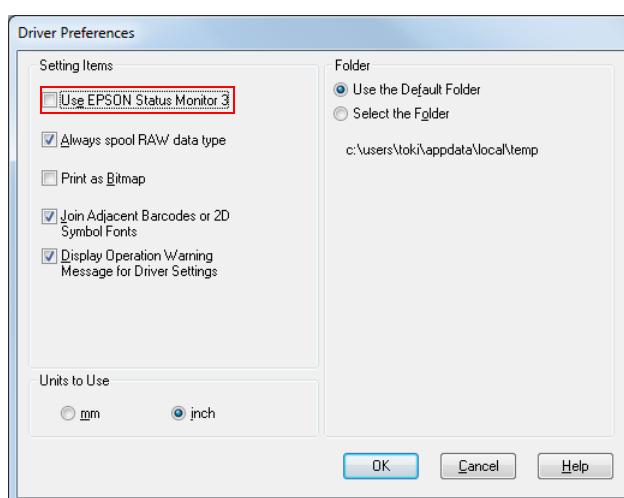 Driver Preferences
Setting Items
Use EPSON Status Monitor 3
Always spool RAW data type
Print as Bitmap
Join Adjacent Barcodes or 2D
Symbol Fonts
Display Operation Warning
Message for Driver Settings
Units to Use
mm
inch
Folder
Use the Default Folder
Select the Folder
c:\users\toki\appdata\local\temp
OK
Cancel
Help